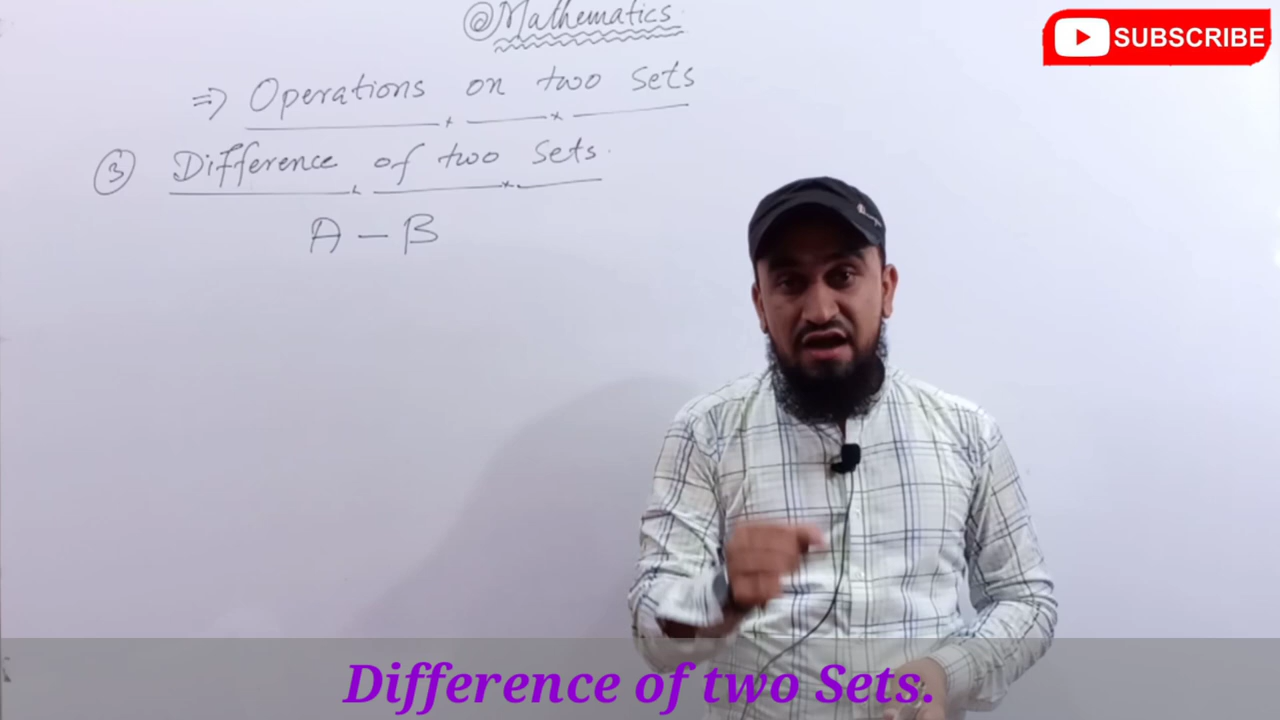 @Mathematics
SUBSCRIBE
⇒ Operations on two sets
③ Difference of two sets.
A - B
Difference of two Sets.